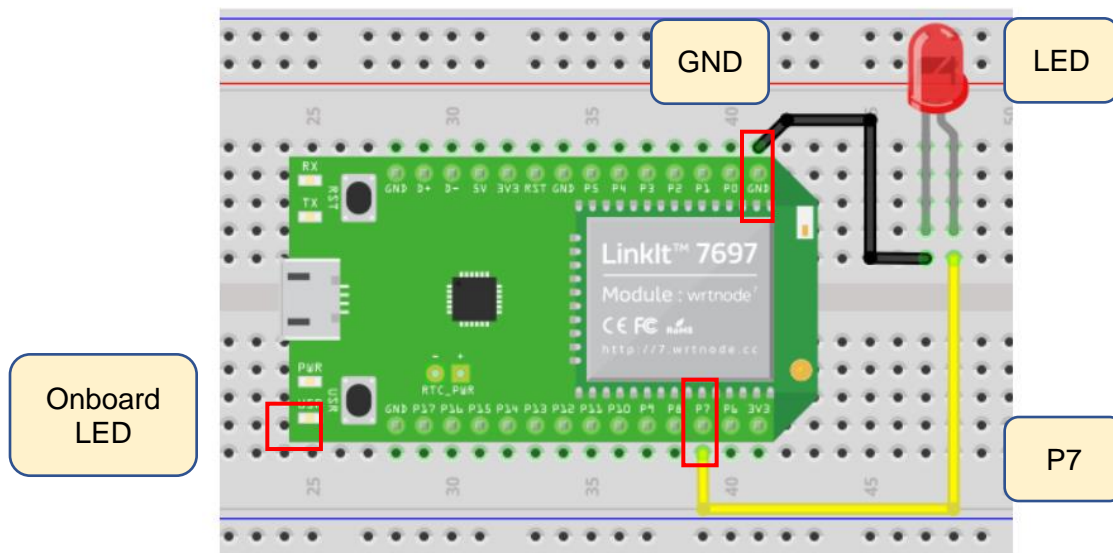 GND
LED
25
30
35
40
45
50
RX
TX
RST
GND D+ D- 5V 3V3 RST GND P5 P4 P3 P2 P1 P0 GND
LinkIt™ 7697
Module : wrtnode⁷
CE FC RoHS
http://7.wrtnode.cc
- +
RTC_PWR
PWR
USR
USR
GND P17 P16 P15 P14 P13 P12 P11 P10 P9 P8 P7 P6 3V3
Onboard
LED
P7
25
30
35
40
45